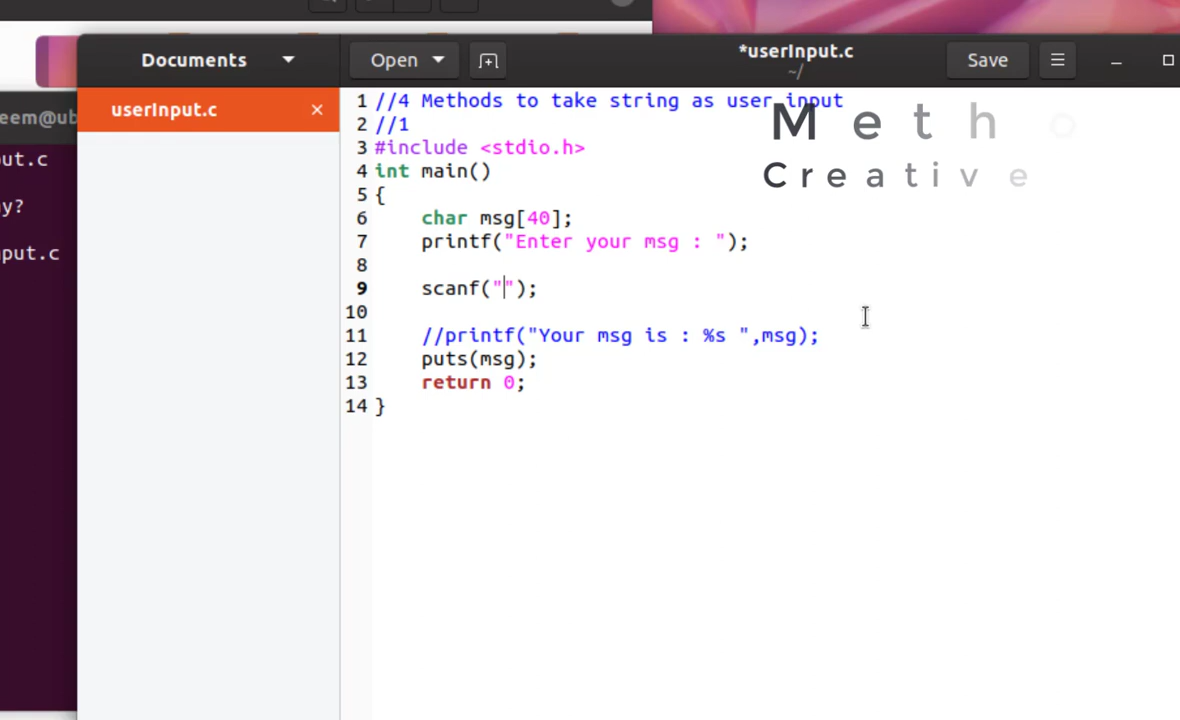 *userInput.c
Documents
Open
~/
Save
eem@ub
userInput.c
1 //4 Methods to take string as user input
2 //1
3 #include <stdio.h>
4 int main()
5 {
6 char msg[40];
7 printf("Enter your msg : ");
8
9 scanf("");
10
11 //printf("Your msg is : %s ",msg);
12 puts(msg);
13 return 0;
14 }
M e t h o
C r e a t i v e
ut.c
y?
put.c